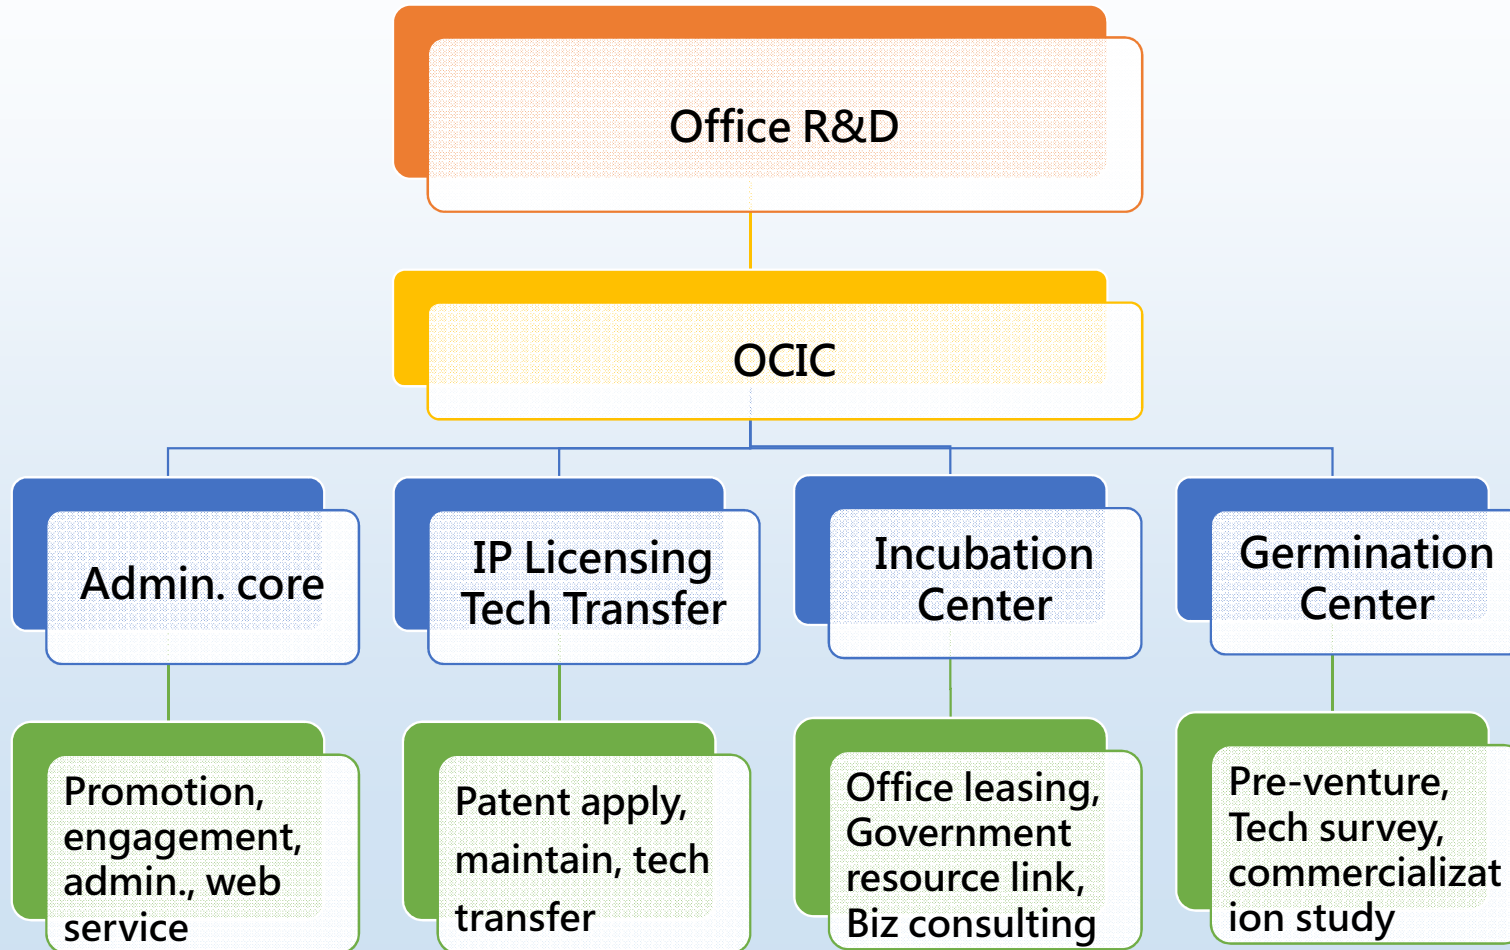 Office R&D
OCIC
Admin. core
IP Licensing
Tech Transfer
Incubation
Center
Germination
Center
Promotion,
engagement,
admin., web
service
Patent apply,
maintain, tech
transfer
Office leasing,
Government
resource link,
Biz consulting
Pre-venture,
Tech survey,
commercializat
ion study